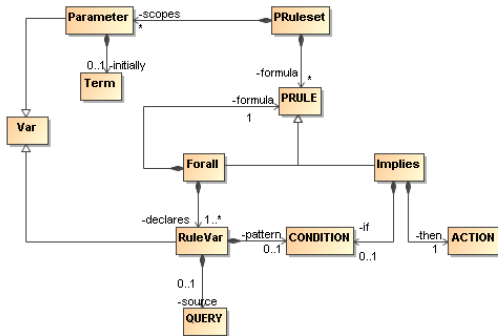 Parameter
-scopes
*
PRuleset
0..1 -initially
-formula
*
Term
-formula
1
PRULE
Var
Forall
Implies
-declares
1..*
-if
RuleVar
-pattern
0..1
CONDITION
0..1
-then
1
ACTION
0..1
-source
QUERY